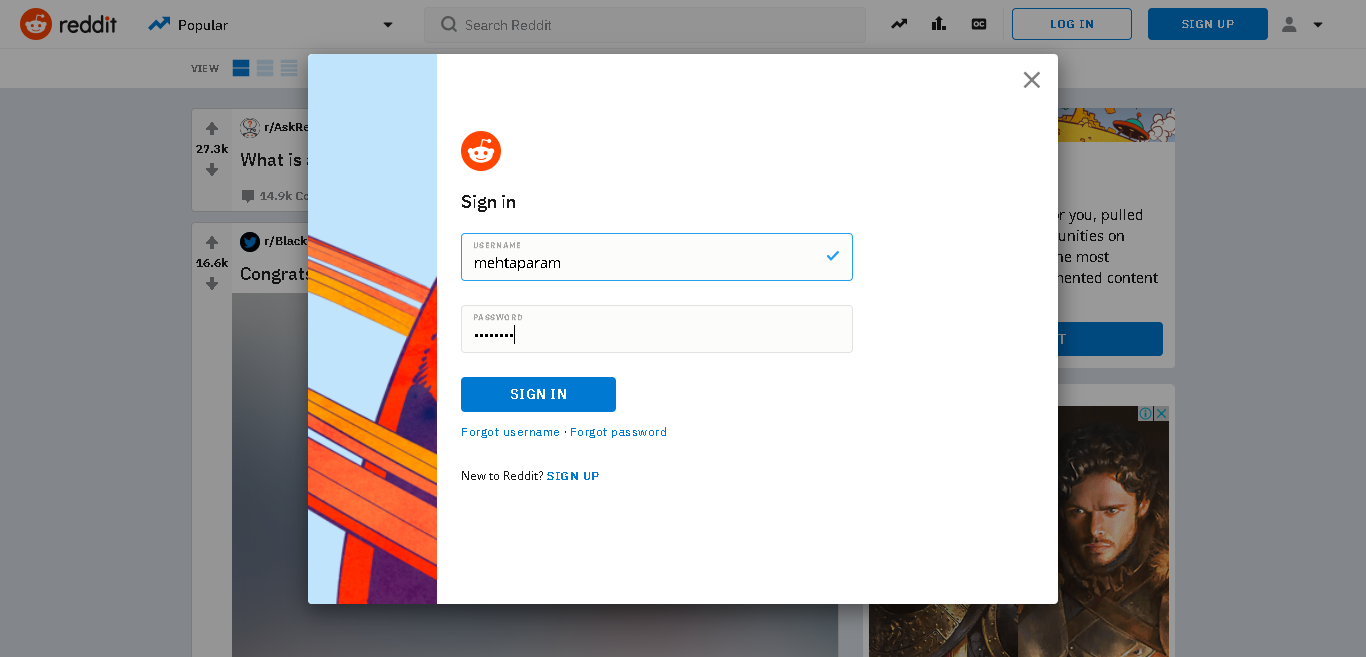 reddit
Popular
Search Reddit
LOG IN
SIGN UP
VIEW
27.3k
r/AskRe
What is
14.9k Co
16.6k
r/Black
Congrats
Sign in
USERNAME
mehtaparam
PASSWORD
••••••••
SIGN IN
Forgot username · Forgot password
New to Reddit? SIGN UP
r you, pulled
unities on
he most
mented content
T